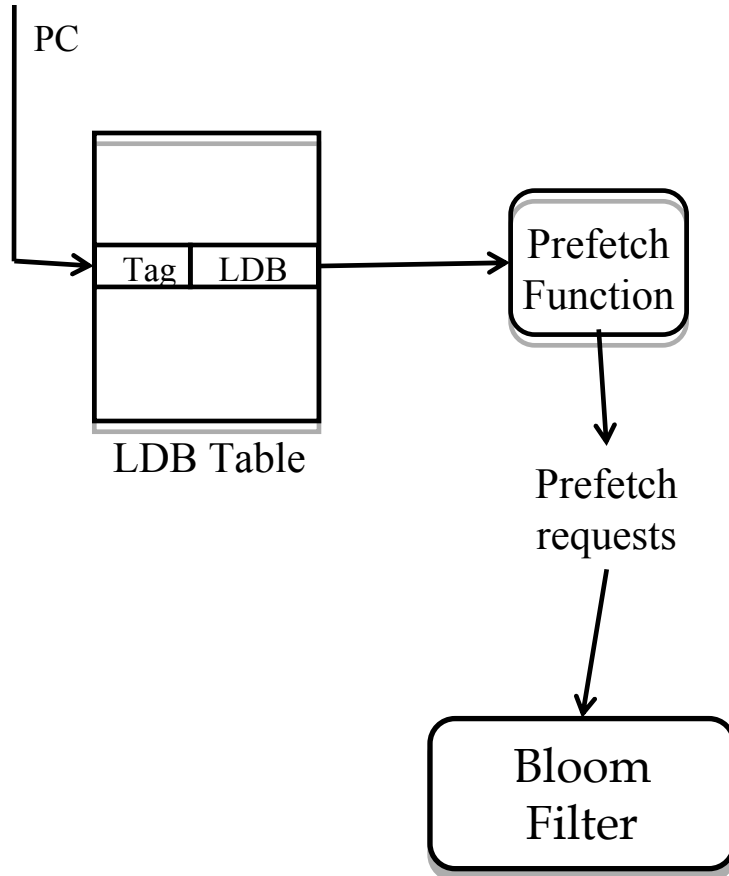 PC
Tag LDB
LDB Table
Prefetch
Function
Prefetch
requests
Bloom
Filter